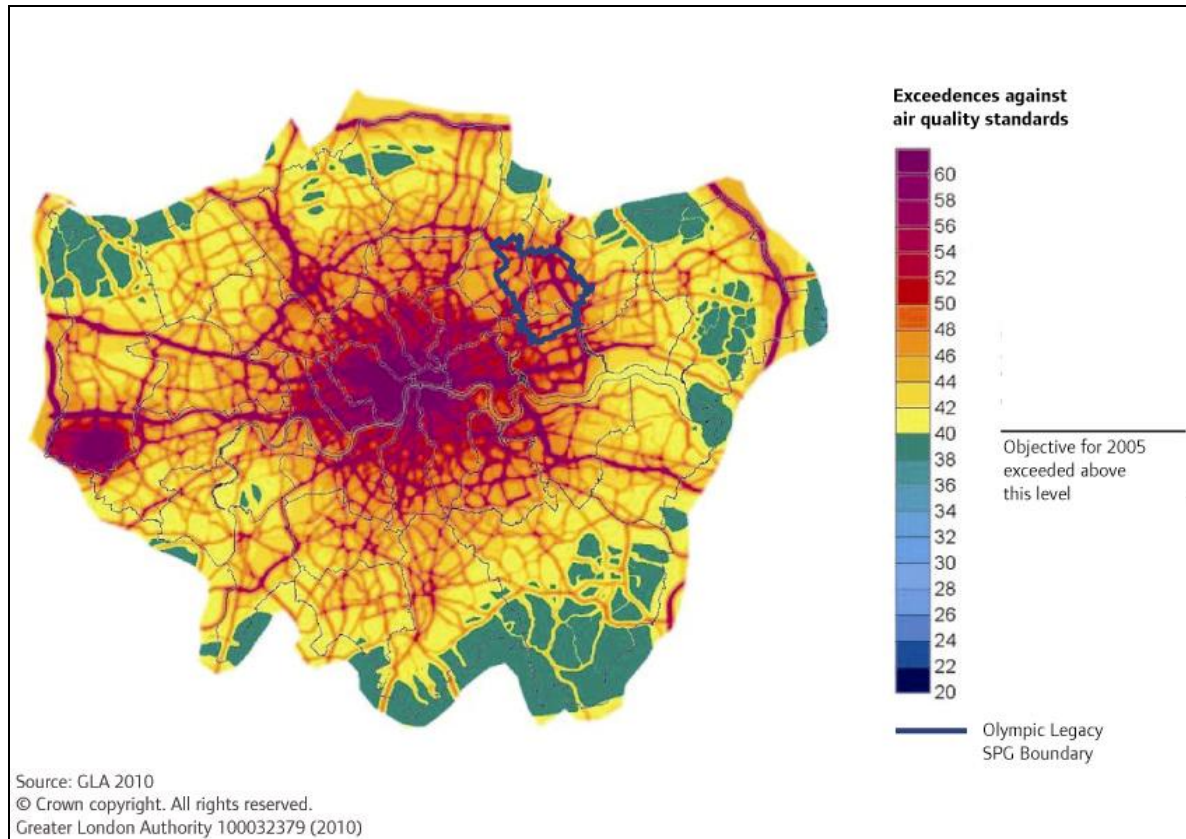 Exceedences against
air quality standards
60
58
56
54
52
50
48
46
44
42
40
38
36
34
32
30
28
26
24
22
20
Objective for 2005
exceeded above
this level
Olympic Legacy
SPG Boundary
Source: GLA 2010
© Crown copyright. All rights reserved.
Greater London Authority 100032379 (2010)